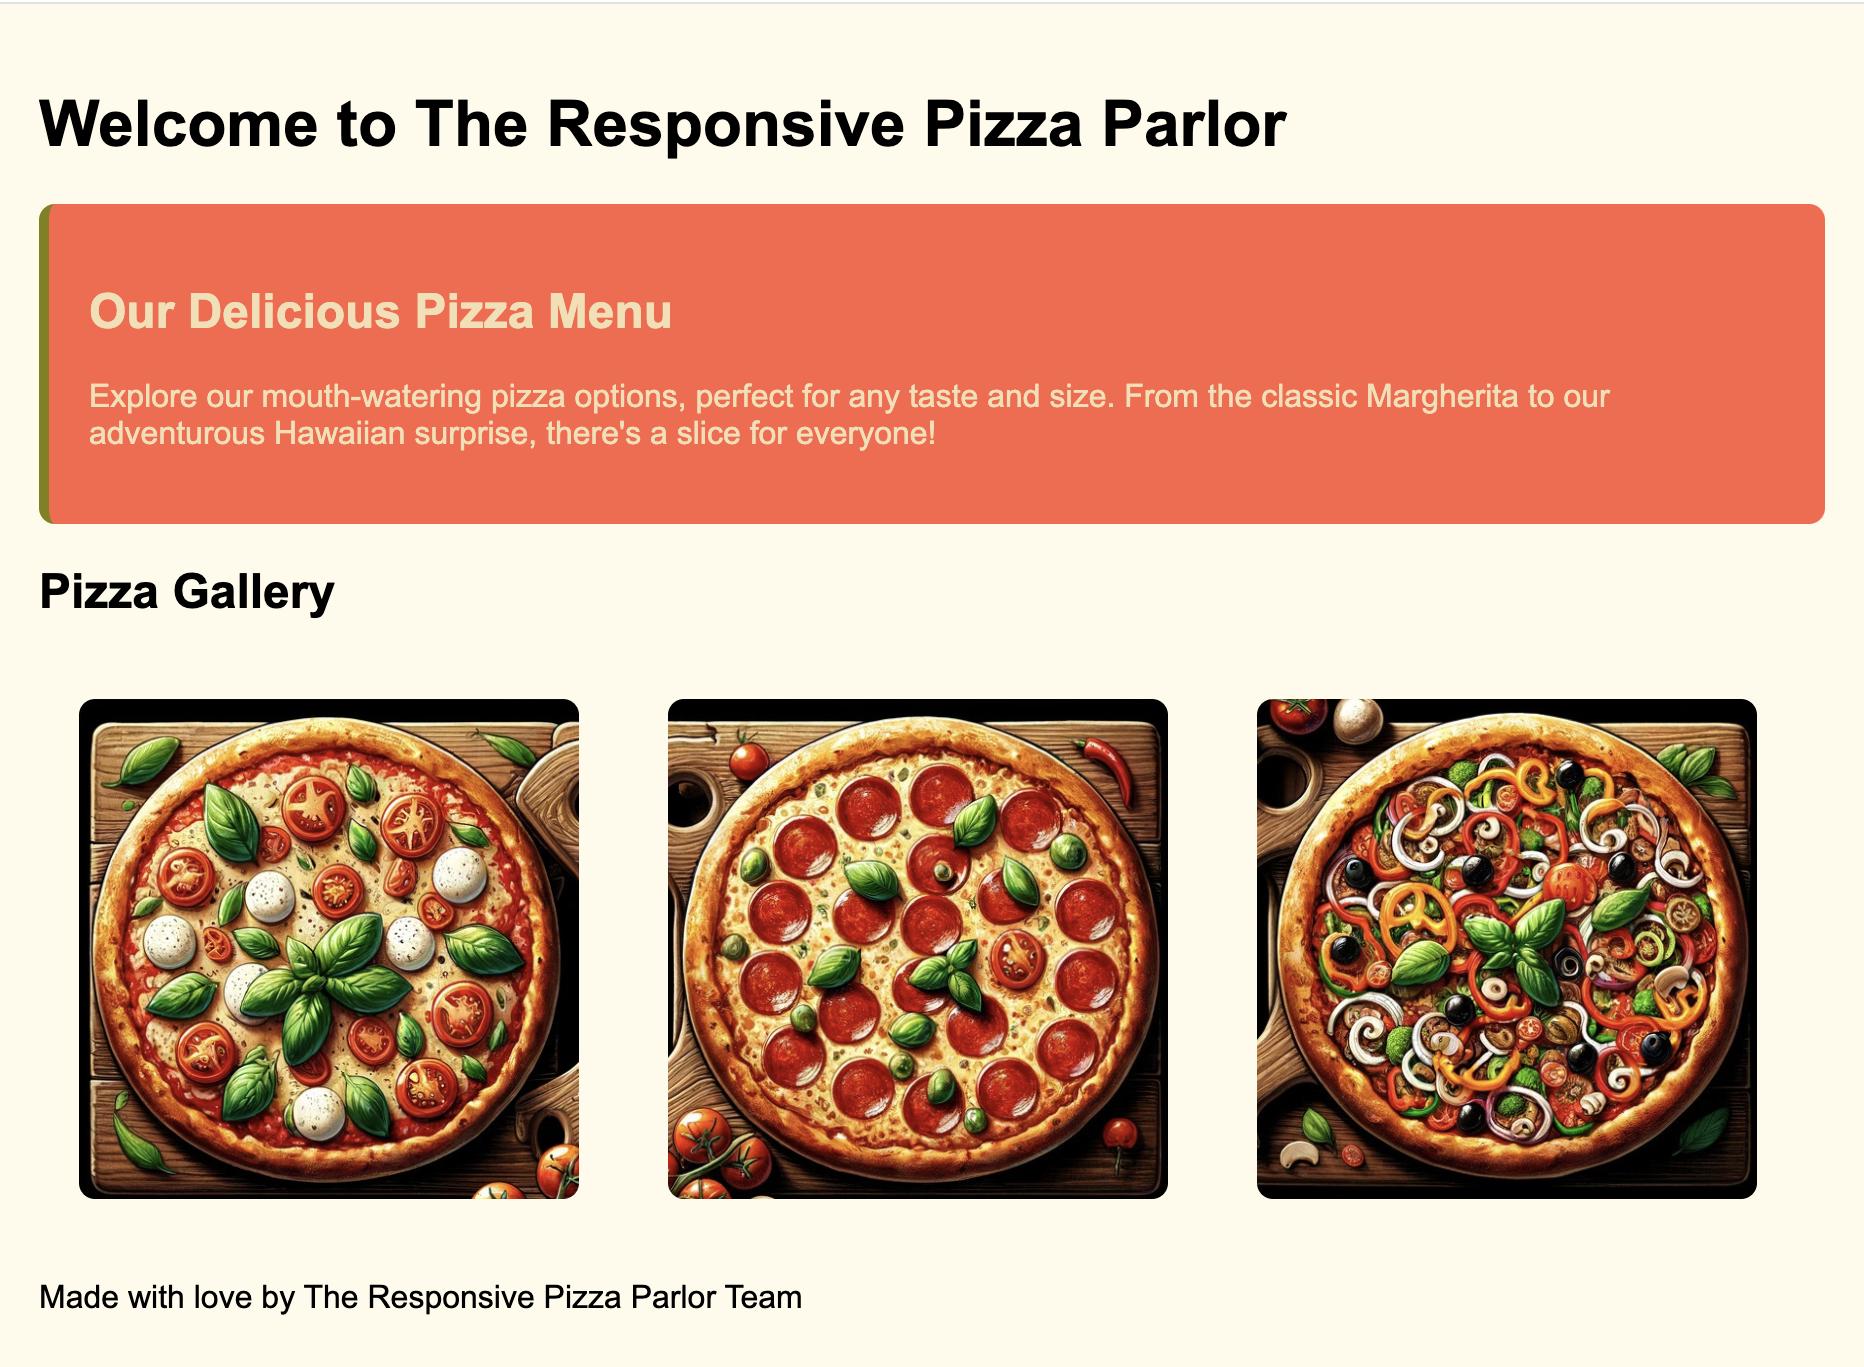 Welcome to The Responsive Pizza Parlor
Our Delicious Pizza Menu
Explore our mouth-watering pizza options, perfect for any taste and size. From the classic Margherita to our
adventurous Hawaiian surprise, there's a slice for everyone!
Pizza Gallery
Made with love by The Responsive Pizza Parlor Team